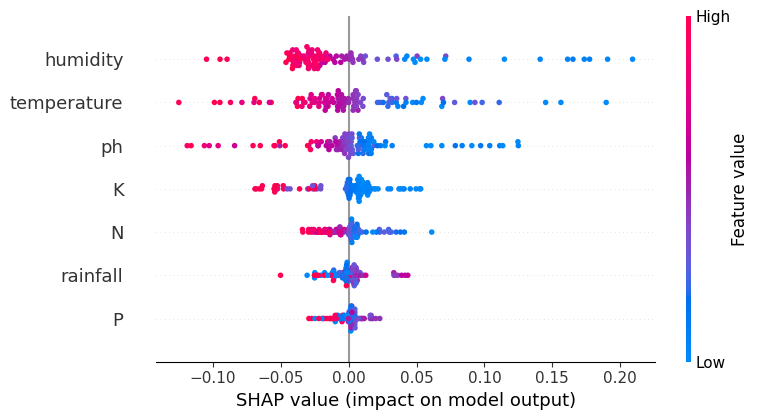 High
humidity
temperature
ph
K
N
rainfall
P
Feature value
Low
−0.10 −0.05 0.00 0.05 0.10 0.15 0.20
SHAP value (impact on model output)